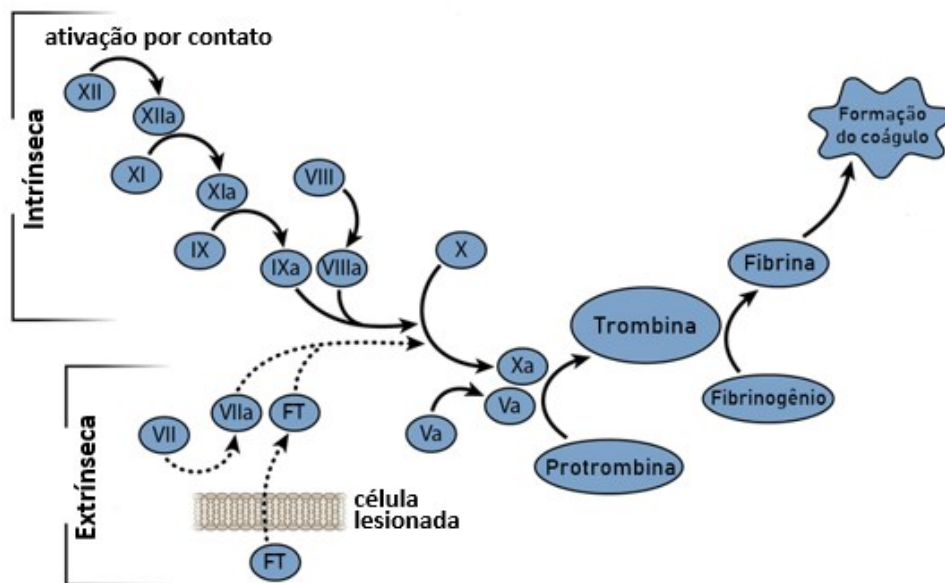 Intrínseca
ativação por contato
XII
XIIa
XI
XIa
VIII
IX
IXa
VIIIa
X
Xa
Va
Va
Protrombina
Trombina
Fibrinogênio
Fibrina
Formação
do coágulo
Extrínseca
VII
VIIa
FT
célula
lesionada
FT